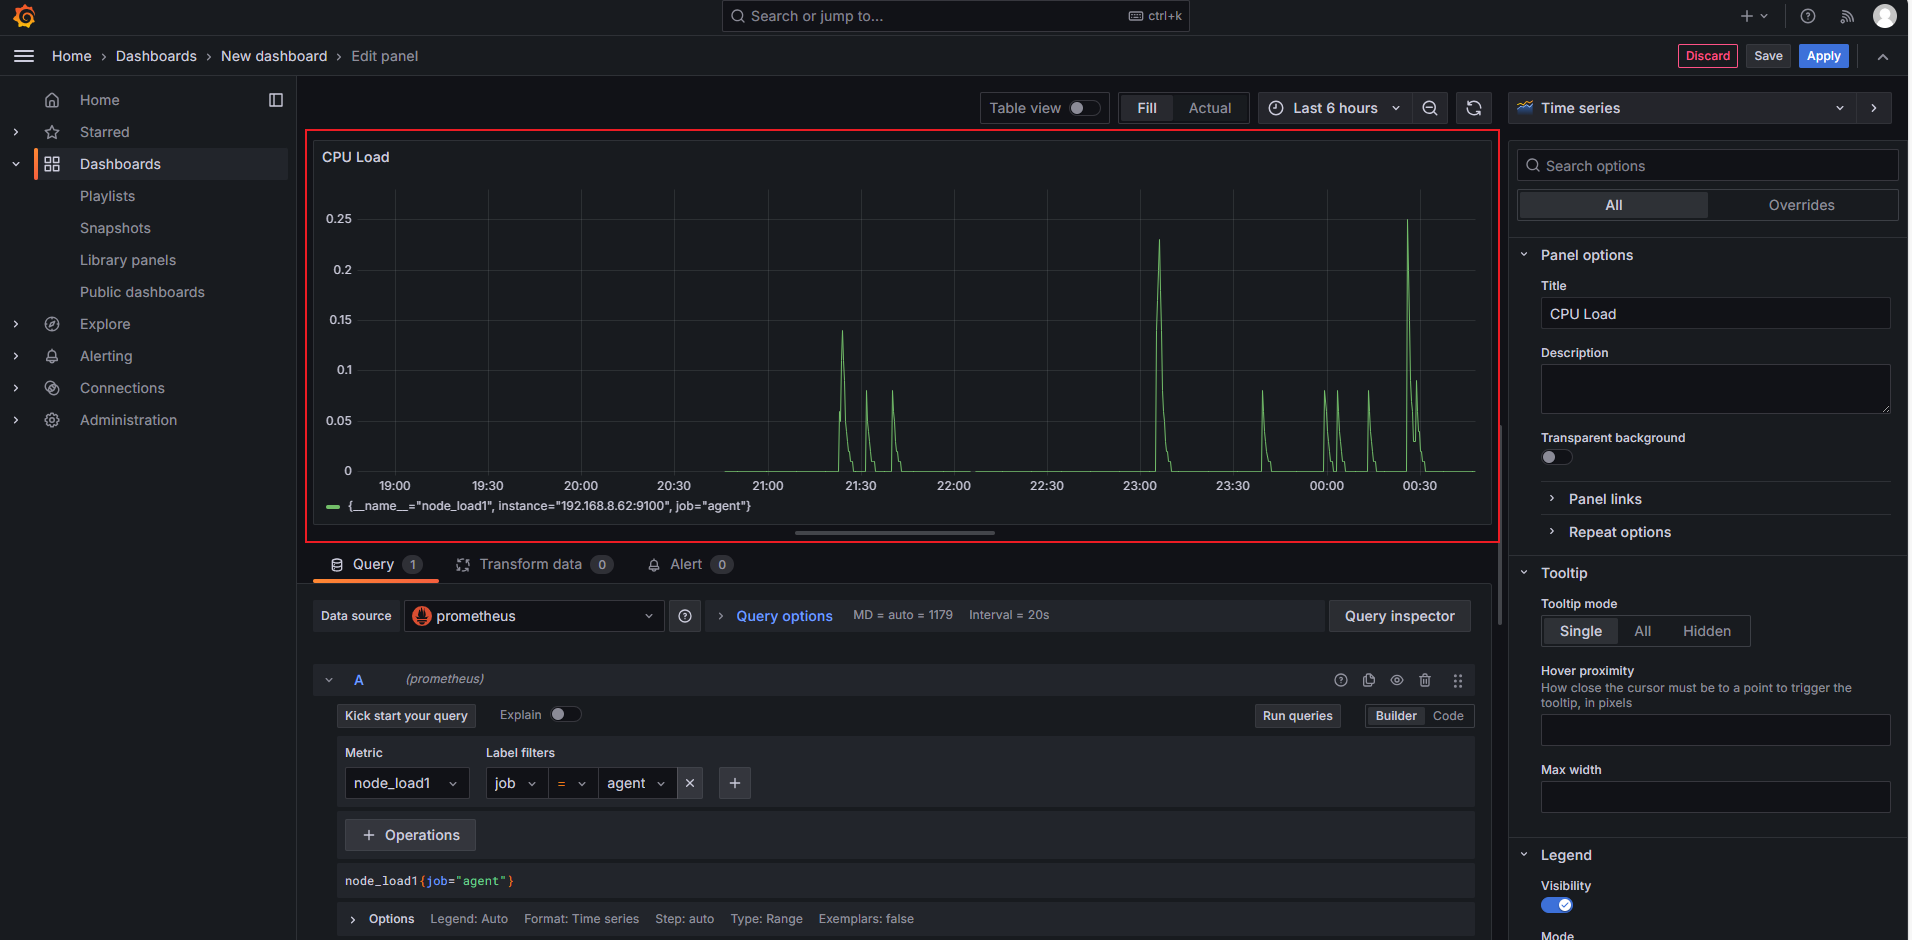 Search or jump to... ctrl+k
Home › Dashboards › New dashboard › Edit panel
Discard Save Apply
Home
Starred
Dashboards
Playlists
Snapshots
Library panels
Public dashboards
Explore
Alerting
Connections
Administration
Table view Fill Actual Last 6 hours
CPU Load
0.25
0.2
0.15
0.1
0.05
0
19:00 19:30 20:00 20:30 21:00 21:30 22:00 22:30 23:00 23:30 00:00 00:30
{__name__="node_load1", instance="192.168.8.62:9100", job="agent"}
Query 1 Transform data 0 Alert 0
Data source prometheus Query options MD = auto = 1179 Interval = 20s Query inspector
A (prometheus)
Kick start your query Explain Run queries Builder Code
Metric Label filters
node_load1 job = agent
+ Operations
node_load1{job="agent"}
Options Legend: Auto Format: Time series Step: auto Type: Range Exemplars: false
Time series
Search options
All Overrides
Panel options
Title
CPU Load
Description
Transparent background
Panel links
Repeat options
Tooltip
Tooltip mode
Single All Hidden
Hover proximity
How close the cursor must be to a point to trigger the
tooltip, in pixels
Max width
Legend
Visibility
Mode